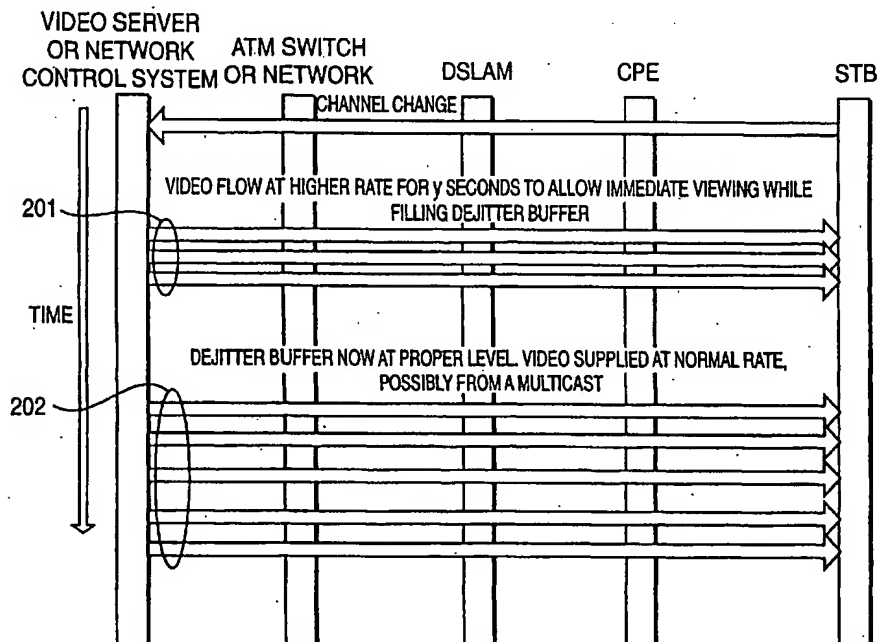 VIDEO SERVER
OR NETWORK
CONTROL SYSTEM
ATM SWITCH
OR NETWORK
DSLAM
CPE
STB
CHANNEL CHANGE
VIDEO FLOW AT HIGHER RATE FOR y SECONDS TO ALLOW IMMEDIATE VIEWING WHILE
FILLING DEJITTER BUFFER
201
TIME
DEJITTER BUFFER NOW AT PROPER LEVEL. VIDEO SUPPLIED AT NORMAL RATE,
POSSIBLY FROM A MULTICAST
202